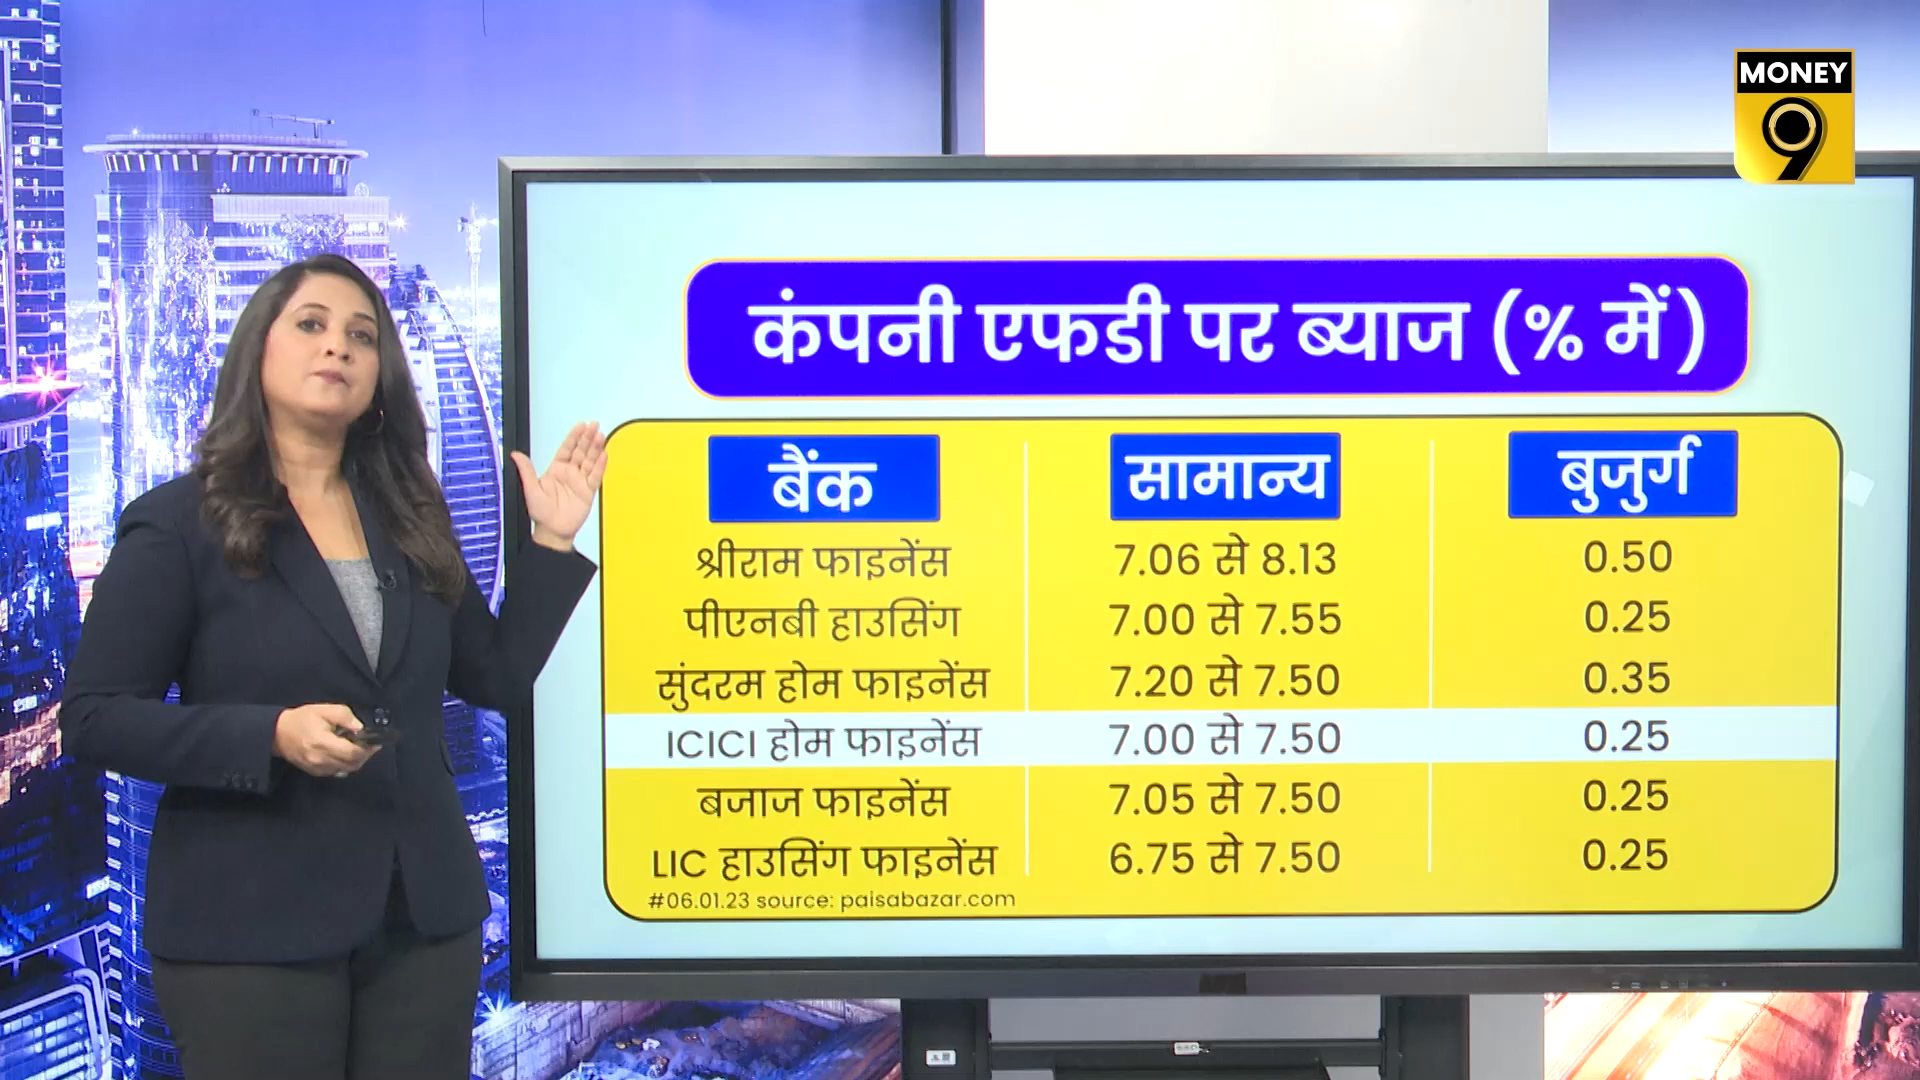 MONEY
9
कंपनी एफडी पर ब्याज (% में)
बैंक सामान्य बुजुर्ग
श्रीराम फाइनेंस 7.06 से 8.13 0.50
पीएनबी हाउसिंग 7.00 से 7.55 0.25
सुंदरम होम फाइनेंस 7.20 से 7.50 0.35
ICICI होम फाइनेंस 7.00 से 7.50 0.25
बजाज फाइनेंस 7.05 से 7.50 0.25
LIC हाउसिंग फाइनेंस 6.75 से 7.50 0.25
#06.01.23 source: paisabazar.com